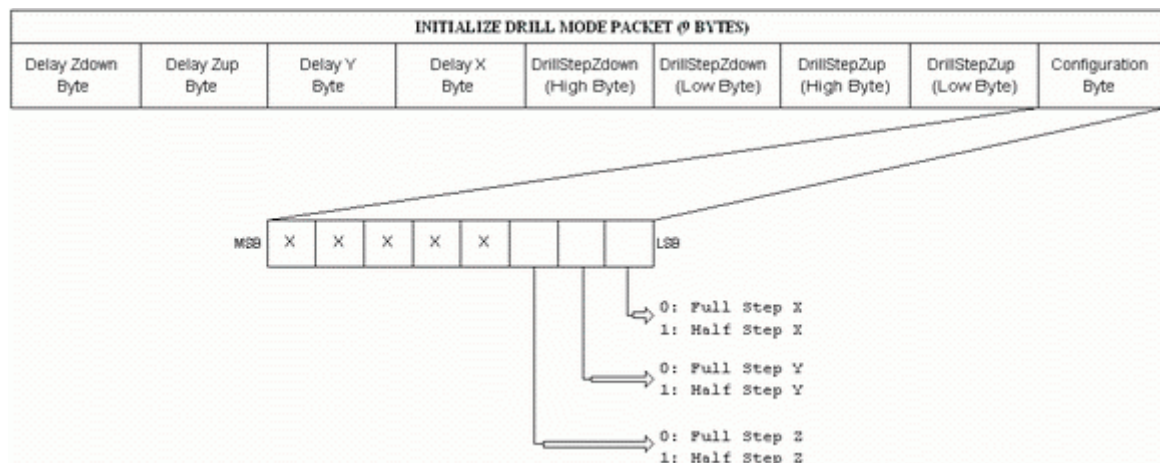 INITIALIZE DRILL MODE PACKET (9 BYTES)
Delay Zdown Byte
Delay Zup Byte
Delay Y Byte
Delay X Byte
DrillStepZdown (High Byte)
DrillStepZdown (Low Byte)
DrillStepZup (High Byte)
DrillStepZup (Low Byte)
Configuration Byte
MSB X X X X X LSB
0: Full Step X
1: Half Step X
0: Full Step Y
1: Half Step Y
0: Full Step Z
1: Half Step Z